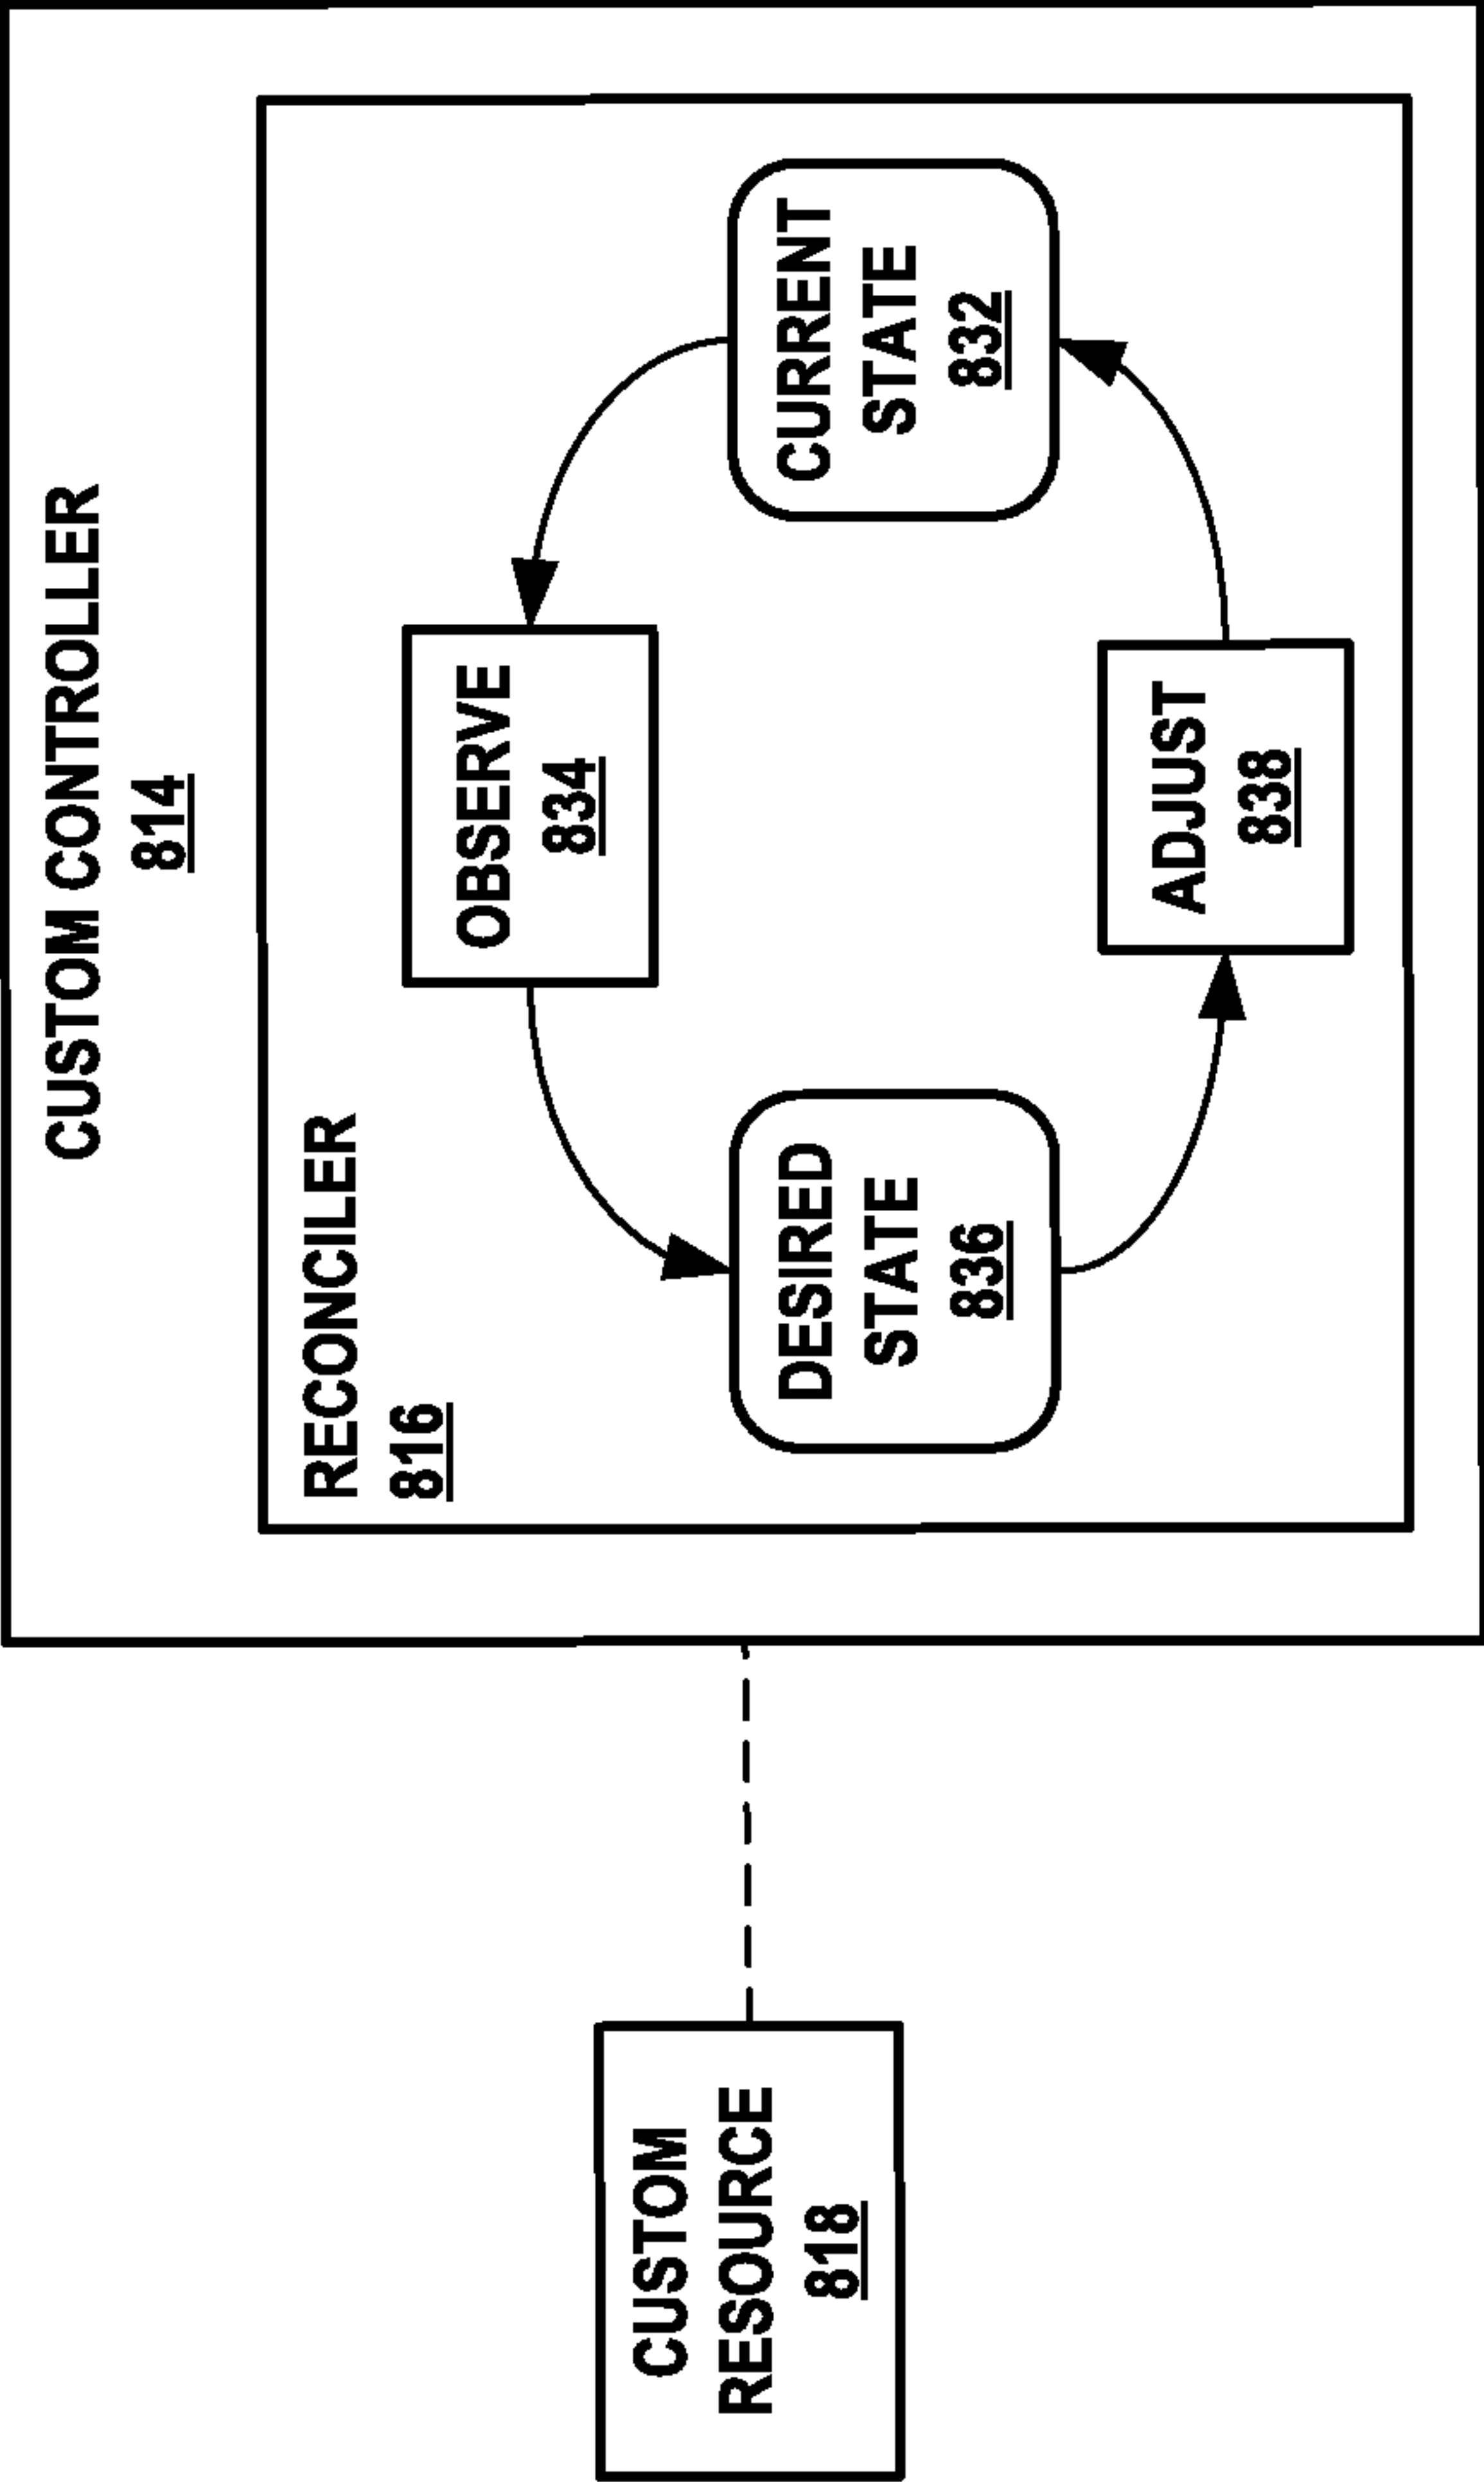 CUSTOM CONTROLLER
814
RECONCILER
816
OBSERVE
834
DESIRED
STATE
836
CURRENT
STATE
832
ADJUST
838
CUSTOM
RESOURCE
818